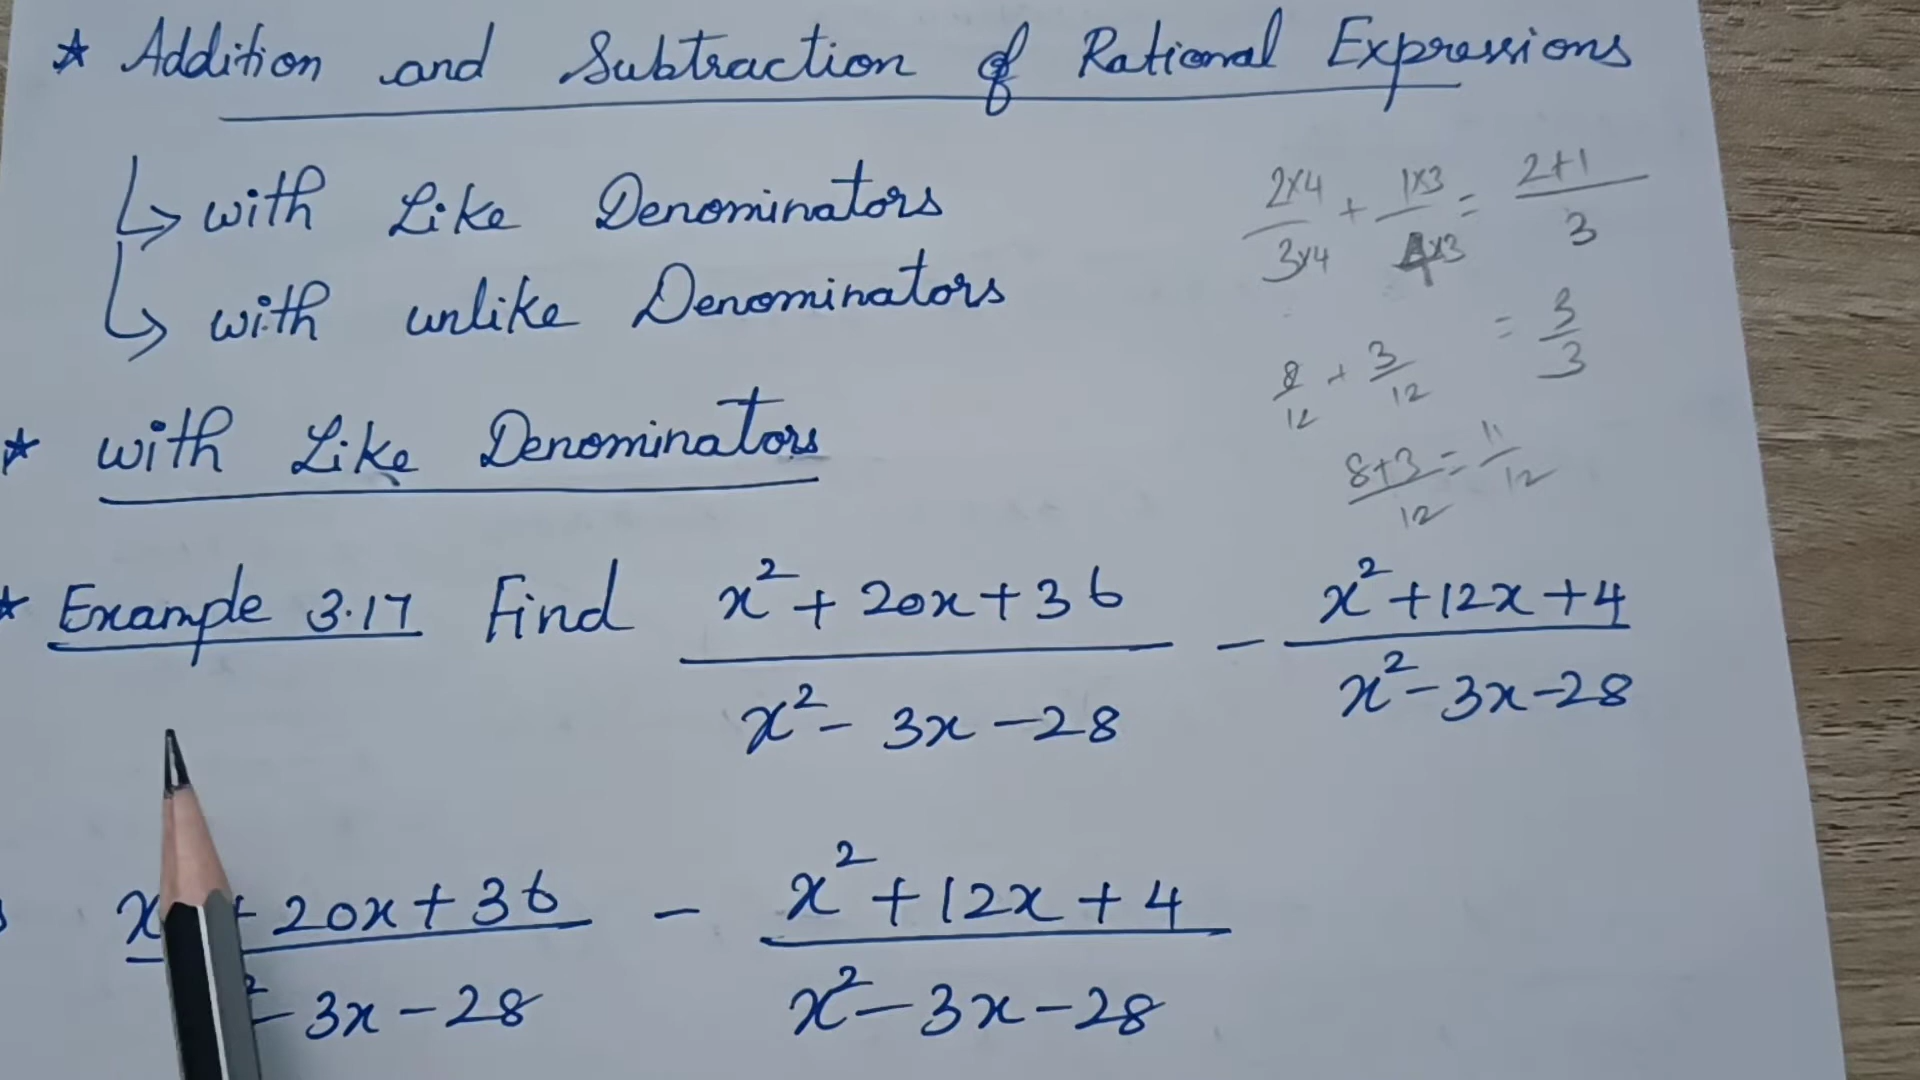 * Addition and Subtraction of Rational Expressions
↳ with Like Denominators
↳ with unlike Denominators
2×4/3×4 + 1×3/4×3 = 2+1/3
= 3/3
8/12 + 3/12
8+3/12 = 11/12
* with Like Denominators
* Example 3.17 Find x² + 20x + 36 / x² - 3x - 28 - x² + 12x + 4 / x² - 3x - 28
x + 20x + 36 / ² - 3x - 28 - x² + 12x + 4 / x² - 3x - 28